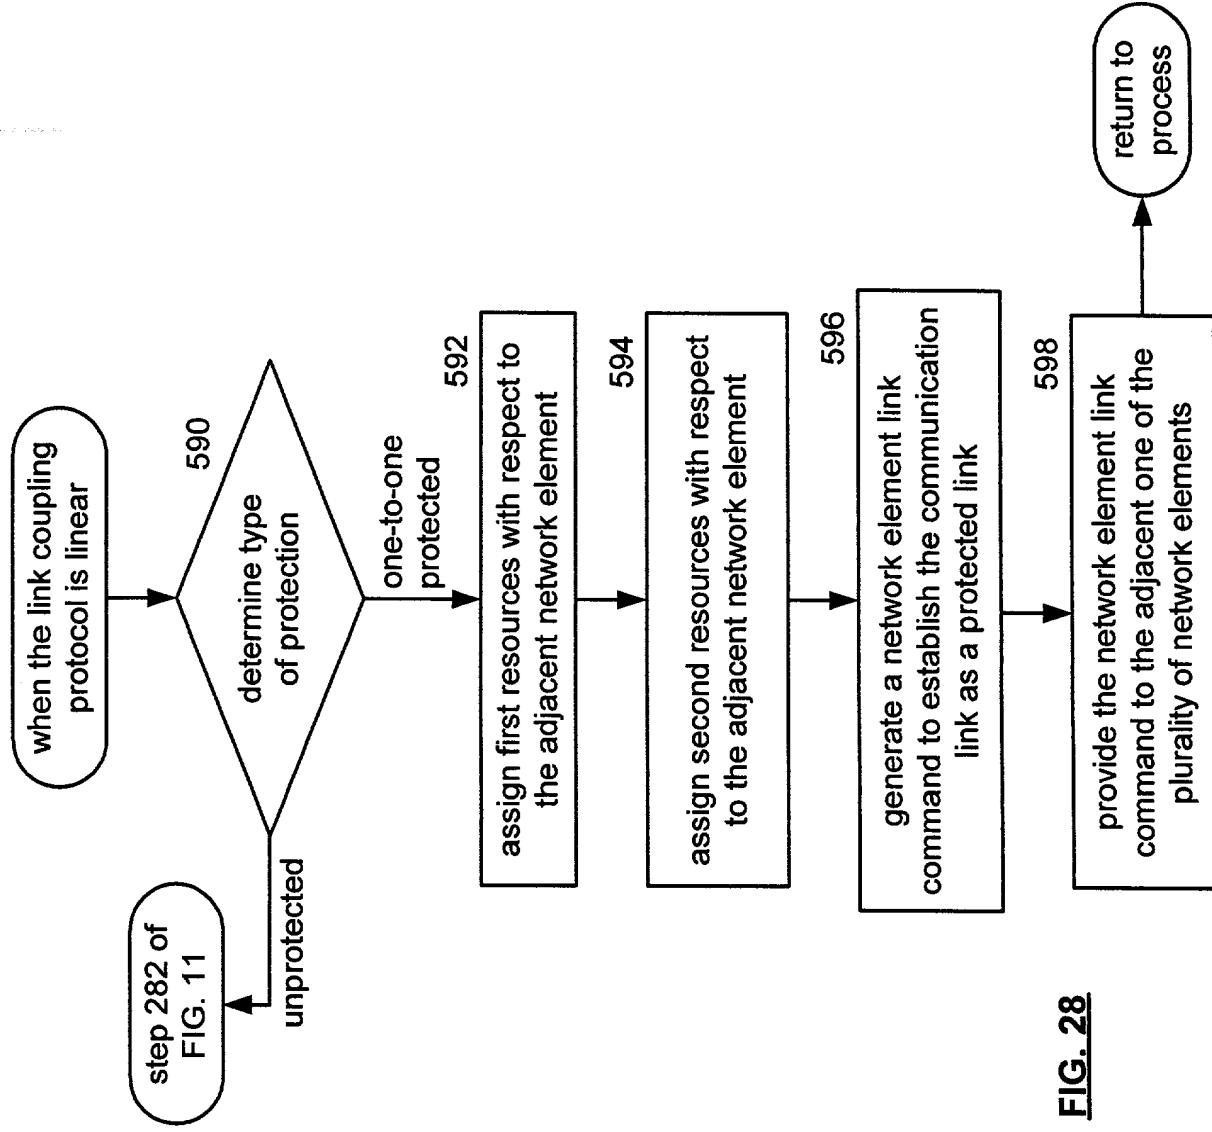 when the link coupling
protocol is linear
590
determine type
of protection
unprotected
step 282 of
FIG. 11
one-to-one
protected
592
assign first resources with respect to
the adjacent network element
594
assign second resources with respect
to the adjacent network element
596
generate a network element link
command to establish the communication
link as a protected link
598
provide the network element link
command to the adjacent one of the
plurality of network elements
return to
process
FIG. 28